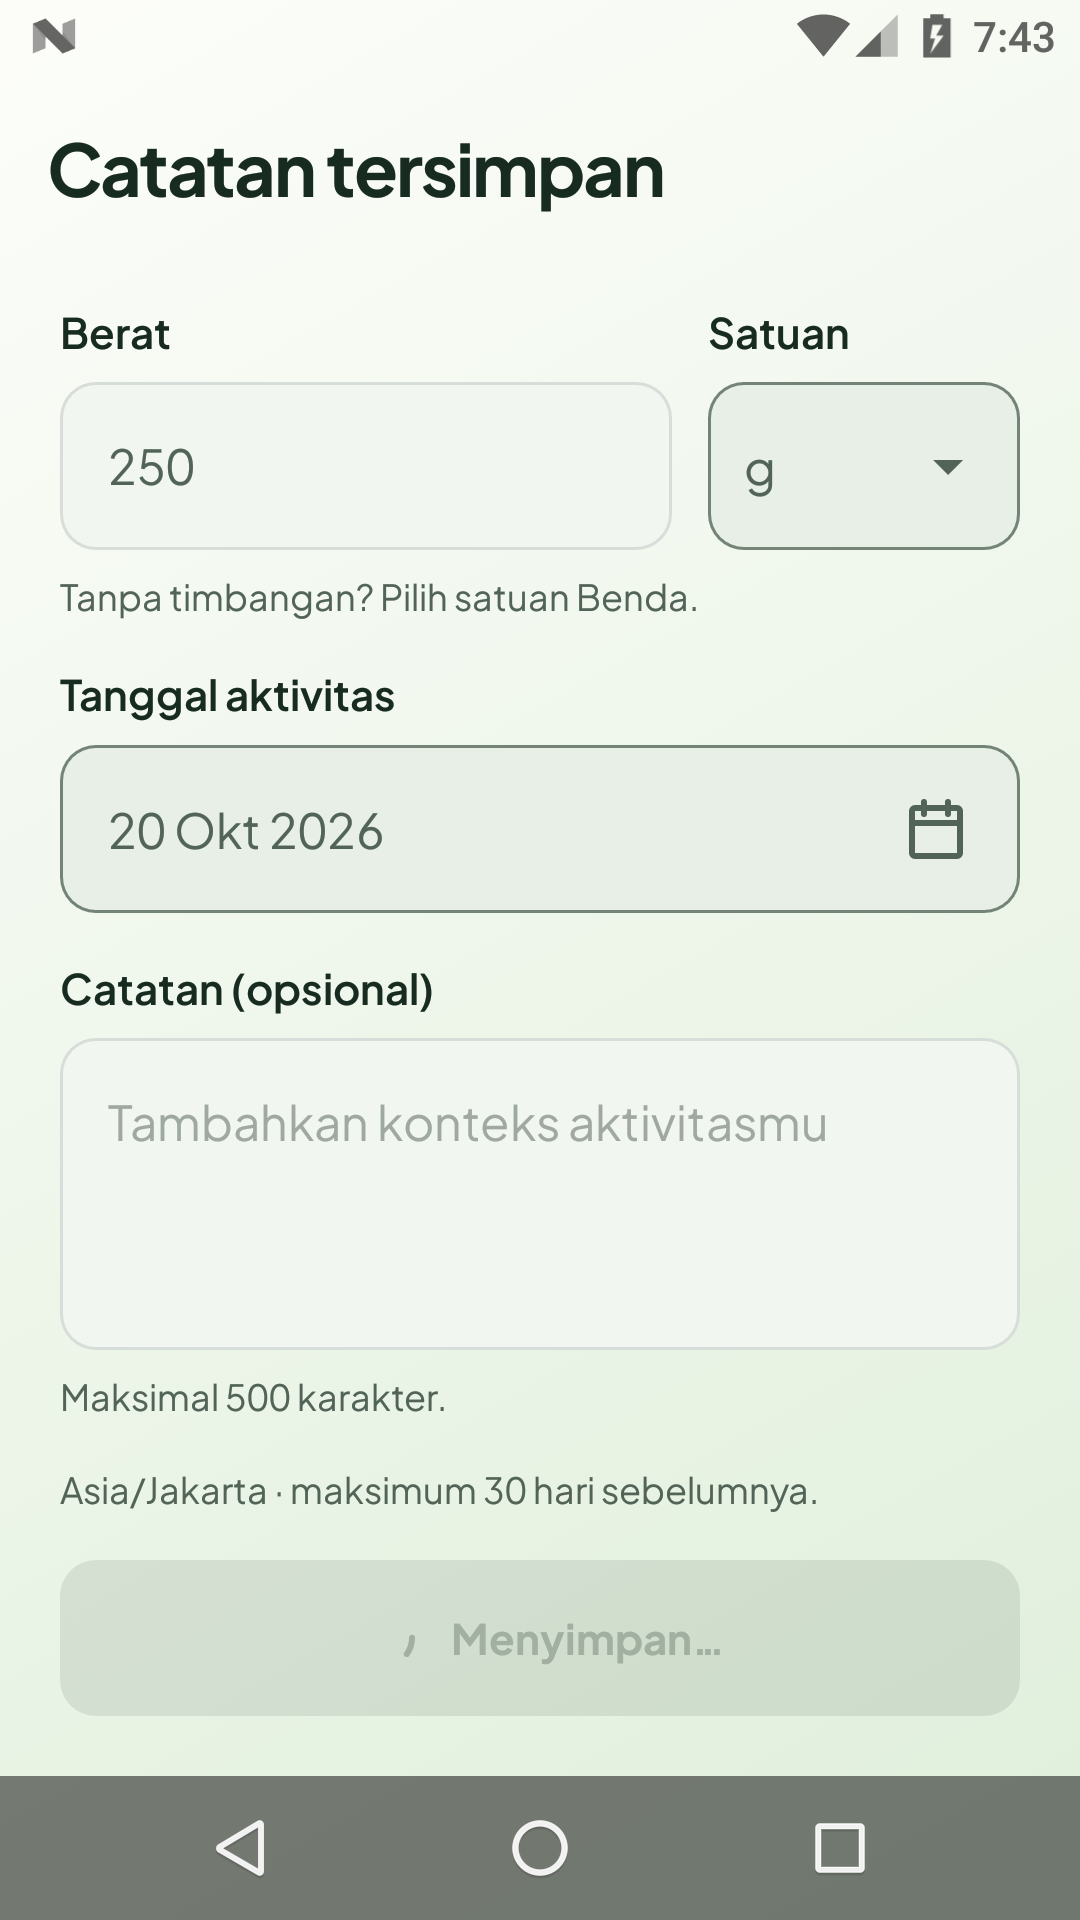 7:43
Catatan tersimpan
Berat
Satuan
250
g
Tanpa timbangan? Pilih satuan Benda.
Tanggal aktivitas
20 Okt 2026
Catatan (opsional)
Tambahkan konteks aktivitasmu
Maksimal 500 karakter.
Asia/Jakarta · maksimum 30 hari sebelumnya.
Menyimpan…